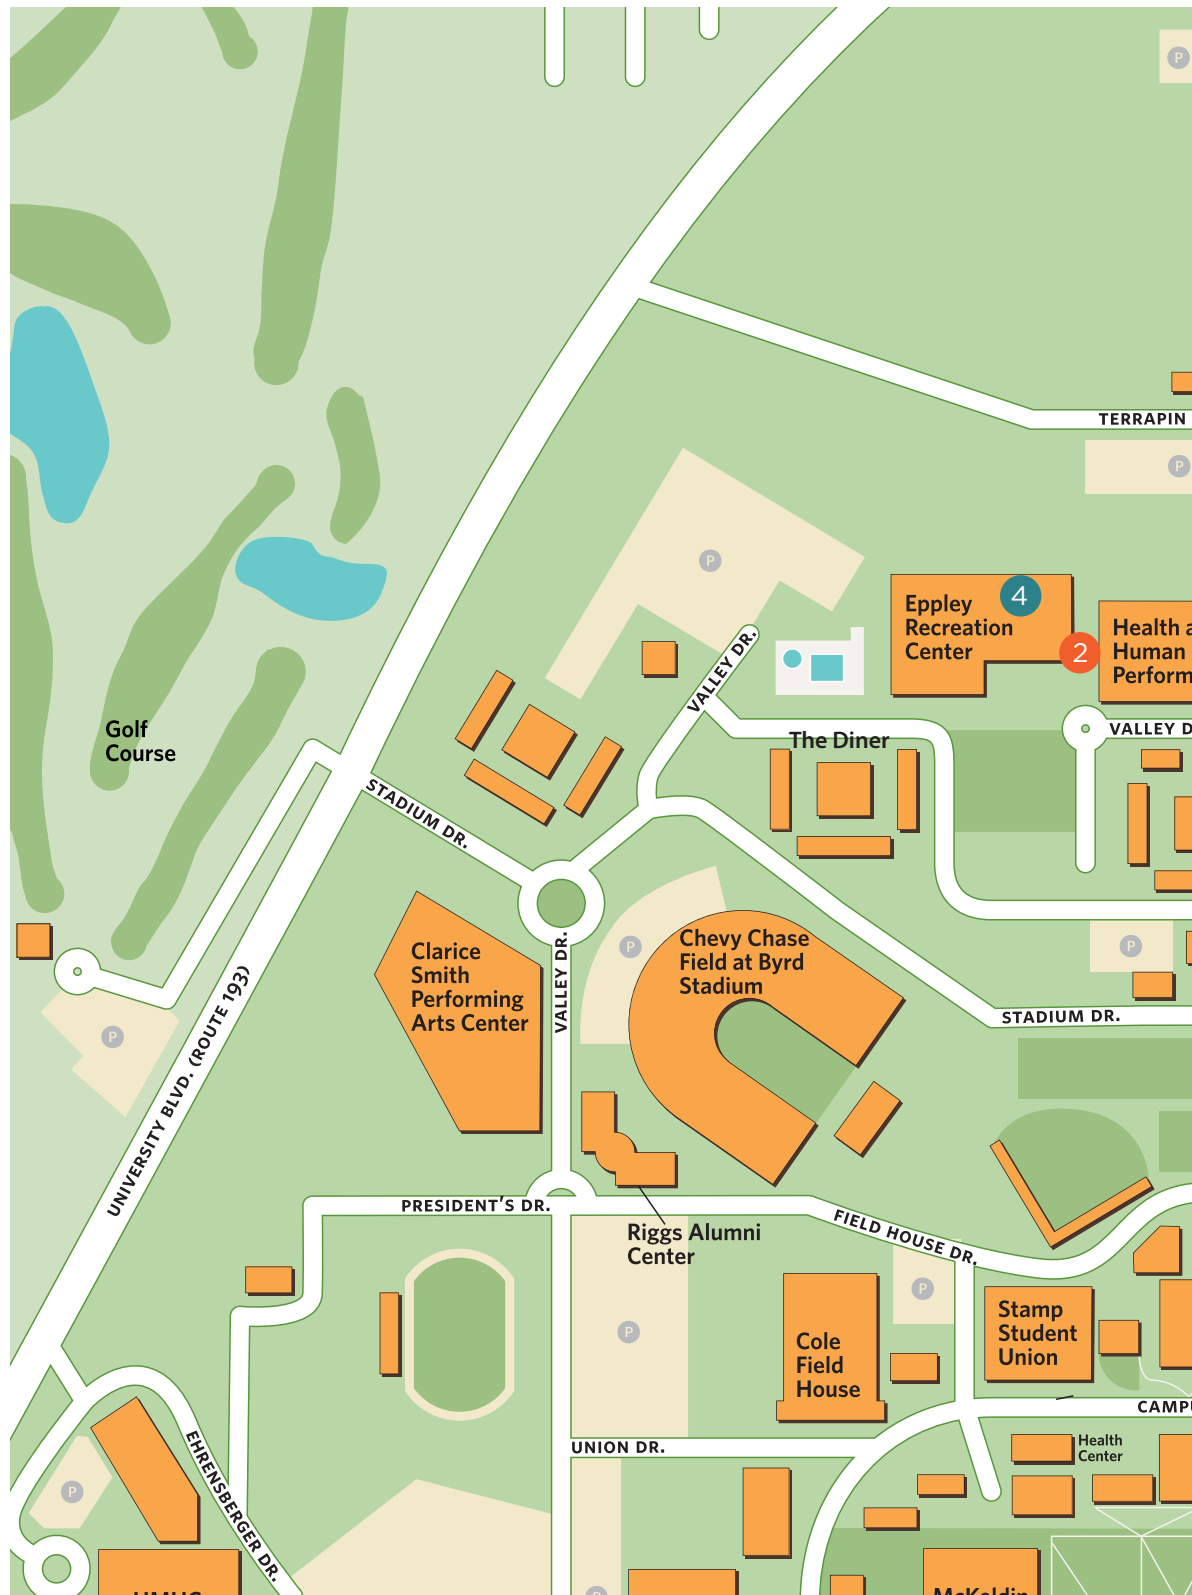 P
TERRAPIN
P
P
4
Eppley
Recreation
Center
2
Health a
Human
Perform
VALLEY DR.
VALLEY D
The Diner
Golf
Course
STADIUM DR.
Clarice
Smith
Performing
Arts Center
VALLEY DR.
P
Chevy Chase
Field at Byrd
Stadium
P
STADIUM DR.
P
UNIVERSITY BLVD. (ROUTE 193)
PRESIDENT'S DR.
Riggs Alumni
Center
FIELD HOUSE DR.
P
P
Cole
Field
House
Stamp
Student
Union
CAMPU
UNION DR.
Health
Center
EHRENSBERGER DR.
P
P
UMUC
McKeldin